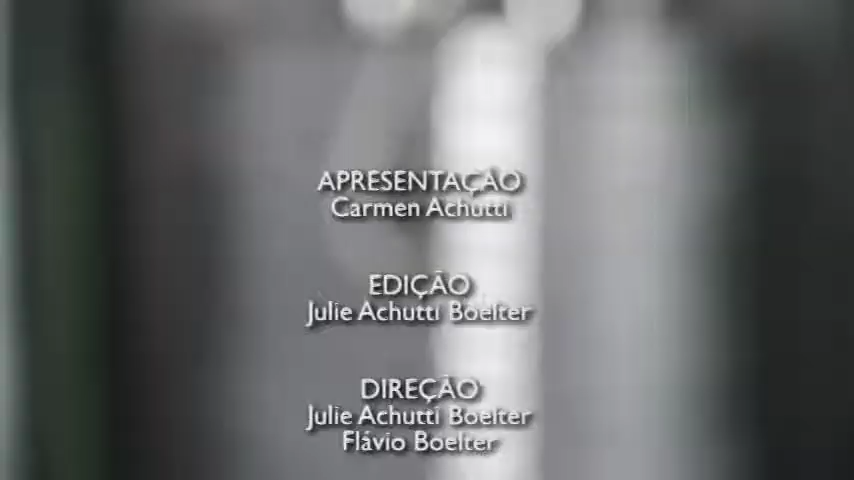 APRESENTAÇÃO
Carmen Achutti
EDIÇÃO
Julie Achutti Boelter
DIREÇÃO
Julie Achutti Boelter
Flávio Boelter